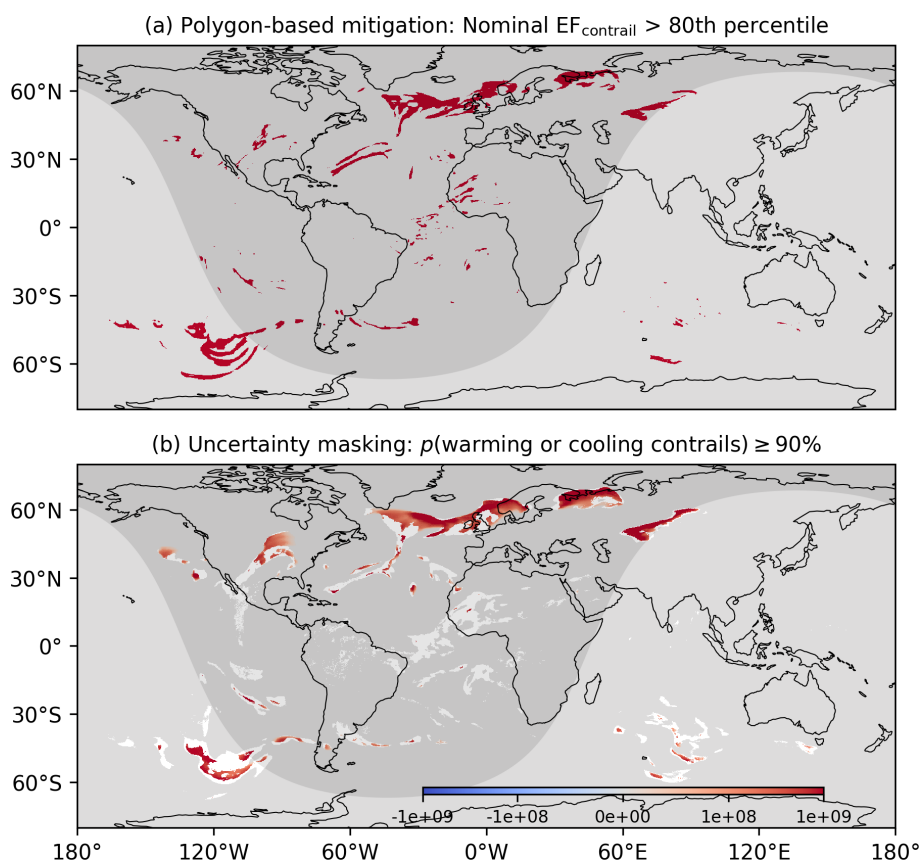 (a) Polygon-based mitigation: Nominal EFcontrail > 80th percentile
60°N
30°N
0°
30°S
60°S
(b) Uncertainty masking: p(warming or cooling contrails) ≥ 90%
60°N
30°N
0°
30°S
60°S
-1e+09 -1e+08 0e+00 1e+08 1e+09
180° 120°W 60°W 0°W 60°E 120°E 180°